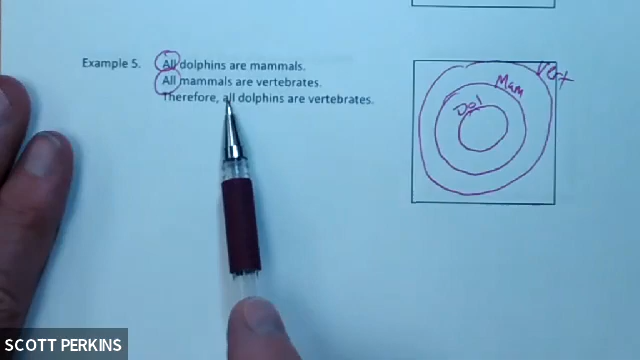 Example 5. All dolphins are mammals.
All mammals are vertebrates.
Therefore, all dolphins are vertebrates.
Vert
Mam
Dol
SCOTT PERKINS